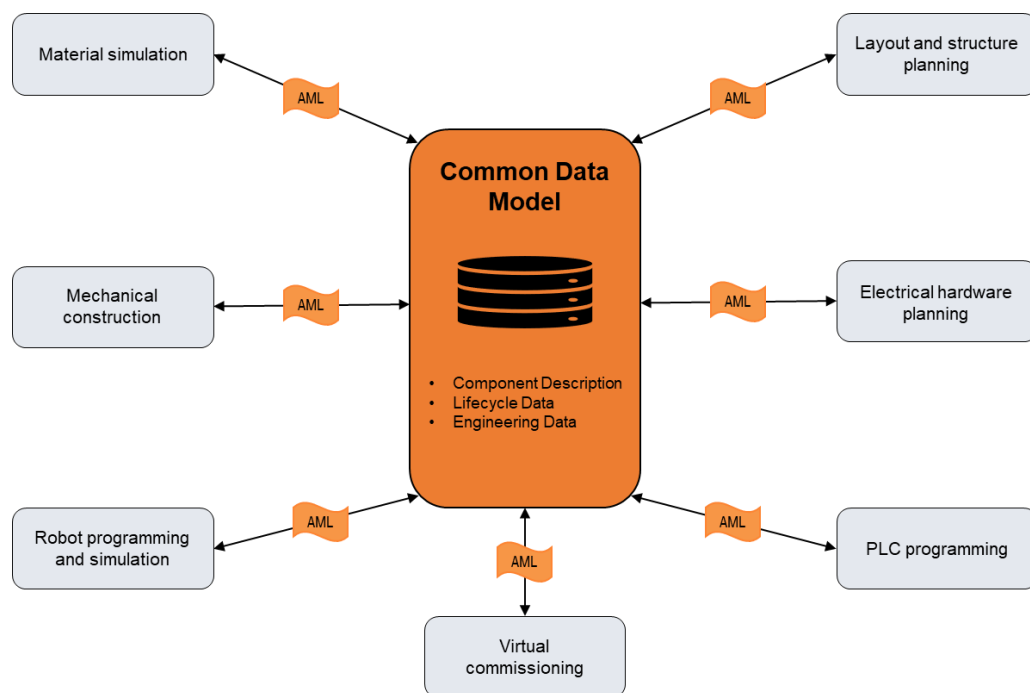 Material simulation
AML
Layout and structure
planning
AML
Common Data
Model
Mechanical
construction
AML
AML
Electrical hardware
planning
• Component Description
• Lifecycle Data
• Engineering Data
Robot programming
and simulation
AML
AML
PLC programming
AML
Virtual
commissioning